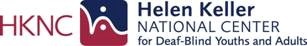 HKNC
Helen Keller
NATIONAL CENTER
for Deaf-Blind Youths and Adults